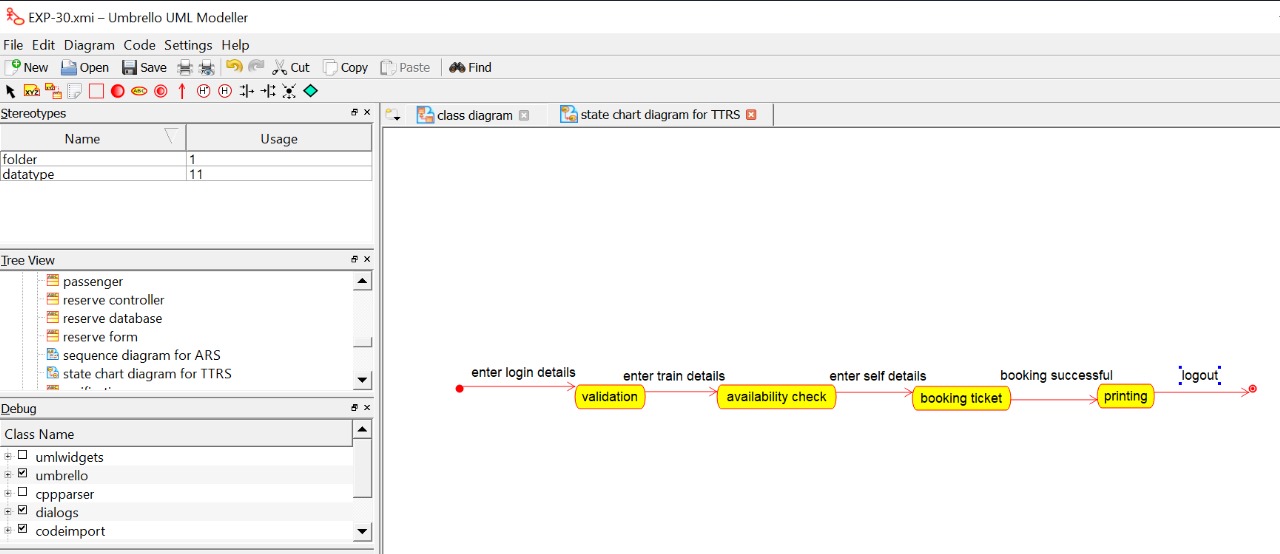 EXP-30.xmi – Umbrello UML Modeller
File Edit Diagram Code Settings Help
New Open Save Cut Copy Paste Find
Stereotypes
class diagram
state chart diagram for TTRS
Name Usage
folder 1
datatype 11
Tree View
passenger
reserve controller
reserve database
reserve form
sequence diagram for ARS
state chart diagram for TTRS
Debug
Class Name
umlwidgets
umbrello
cppparser
dialogs
codeimport
enter login details
enter train details
enter self details
booking successful
logout
validation
availability check
booking ticket
printing